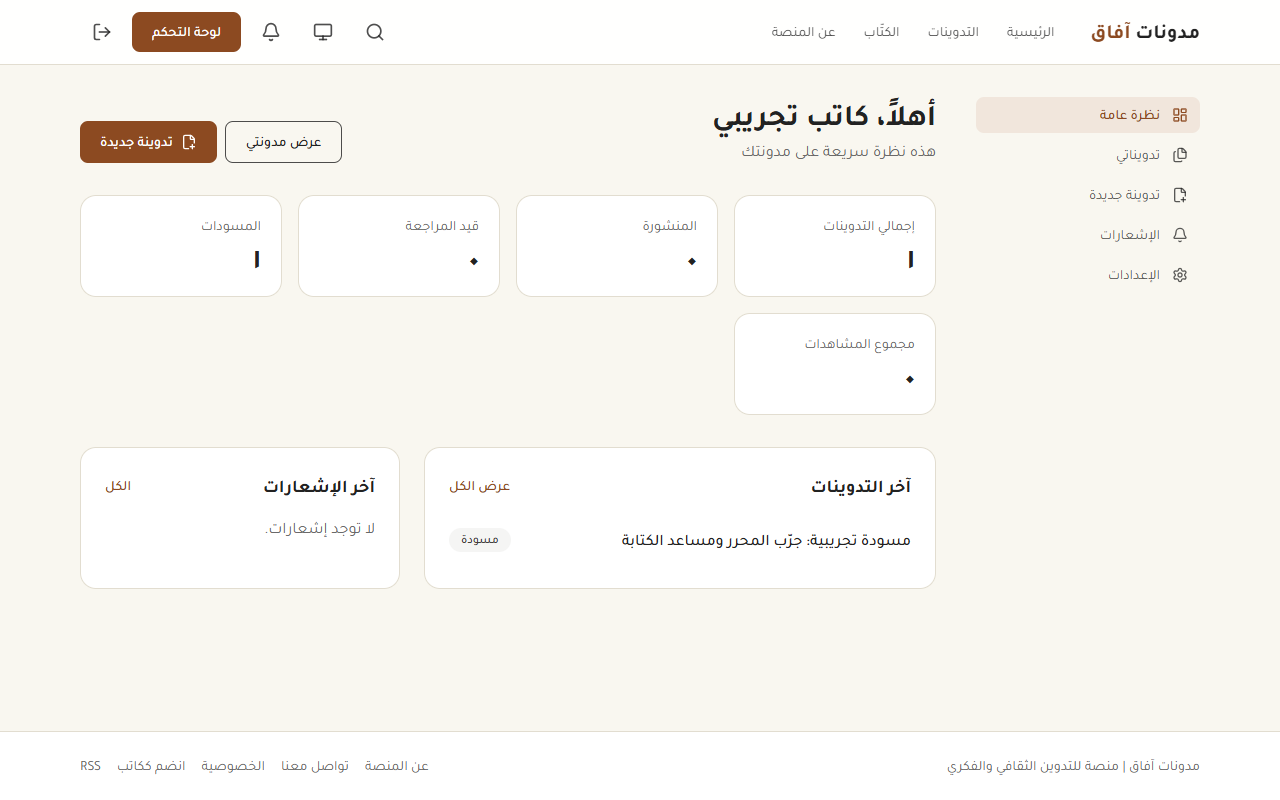 مدونات آفاق
الرئيسية
التدوينات
الكتّاب
عن المنصة
لوحة التحكم
نظرة عامة
تدويناتي
تدوينة جديدة
الإشعارات
الإعدادات
أهلاً، كاتب تجريبي
هذه نظرة سريعة على مدونتك
عرض مدونتي
تدوينة جديدة
إجمالي التدوينات
١
المنشورة
٠
قيد المراجعة
٠
المسودات
١
مجموع المشاهدات
٠
آخر التدوينات
عرض الكل
مسودة تجريبية: جرّب المحرر ومساعد الكتابة
مسودة
آخر الإشعارات
الكل
لا توجد إشعارات.
مدونات آفاق | منصة للتدوين الثقافي والفكري
عن المنصة
تواصل معنا
الخصوصية
انضم ككاتب
RSS